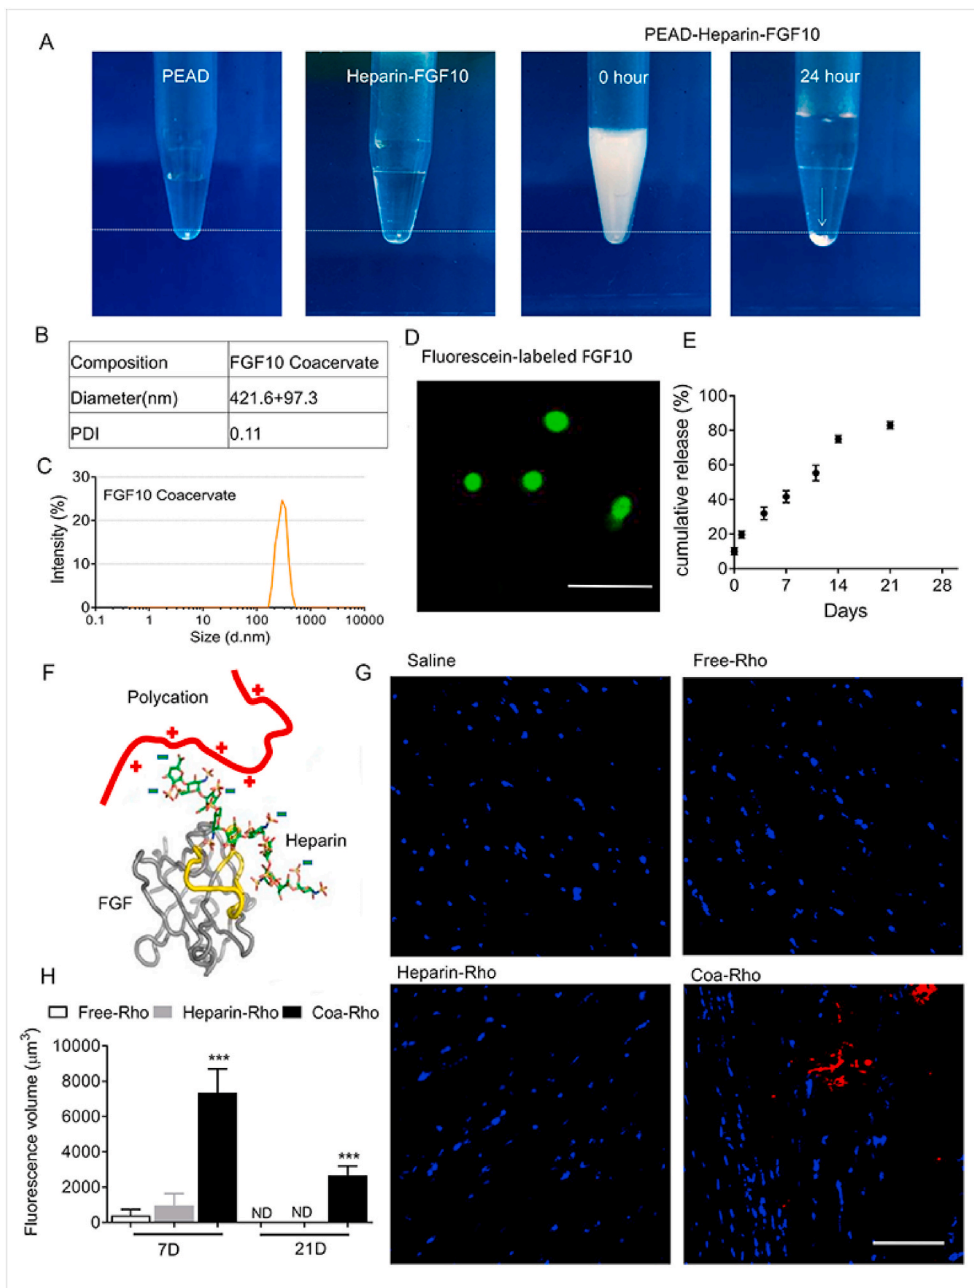 A
PEAD-Heparin-FGF10
PEAD
Heparin-FGF10
0 hour
24 hour
B
Composition
FGF10 Coacervate
Diameter(nm)
421.6+97.3
PDI
0.11
C
FGF10 Coacervate
Intensity (%)
30
20
10
0
0.1
1
10
100
1000
10000
Size (d.nm)
D
Fluorescein-labeled FGF10
E
cumulative release (%)
100
80
60
40
20
0
0
7
14
21
28
Days
F
Polycation
+
+
+
+
+
Heparin
FGF
G
Saline
Free-Rho
Heparin-Rho
Coa-Rho
H
Free-Rho
Heparin-Rho
Coa-Rho
Fluorescence volume (μm³)
10000
8000
6000
4000
2000
0
***
ND
ND
***
7D
21D